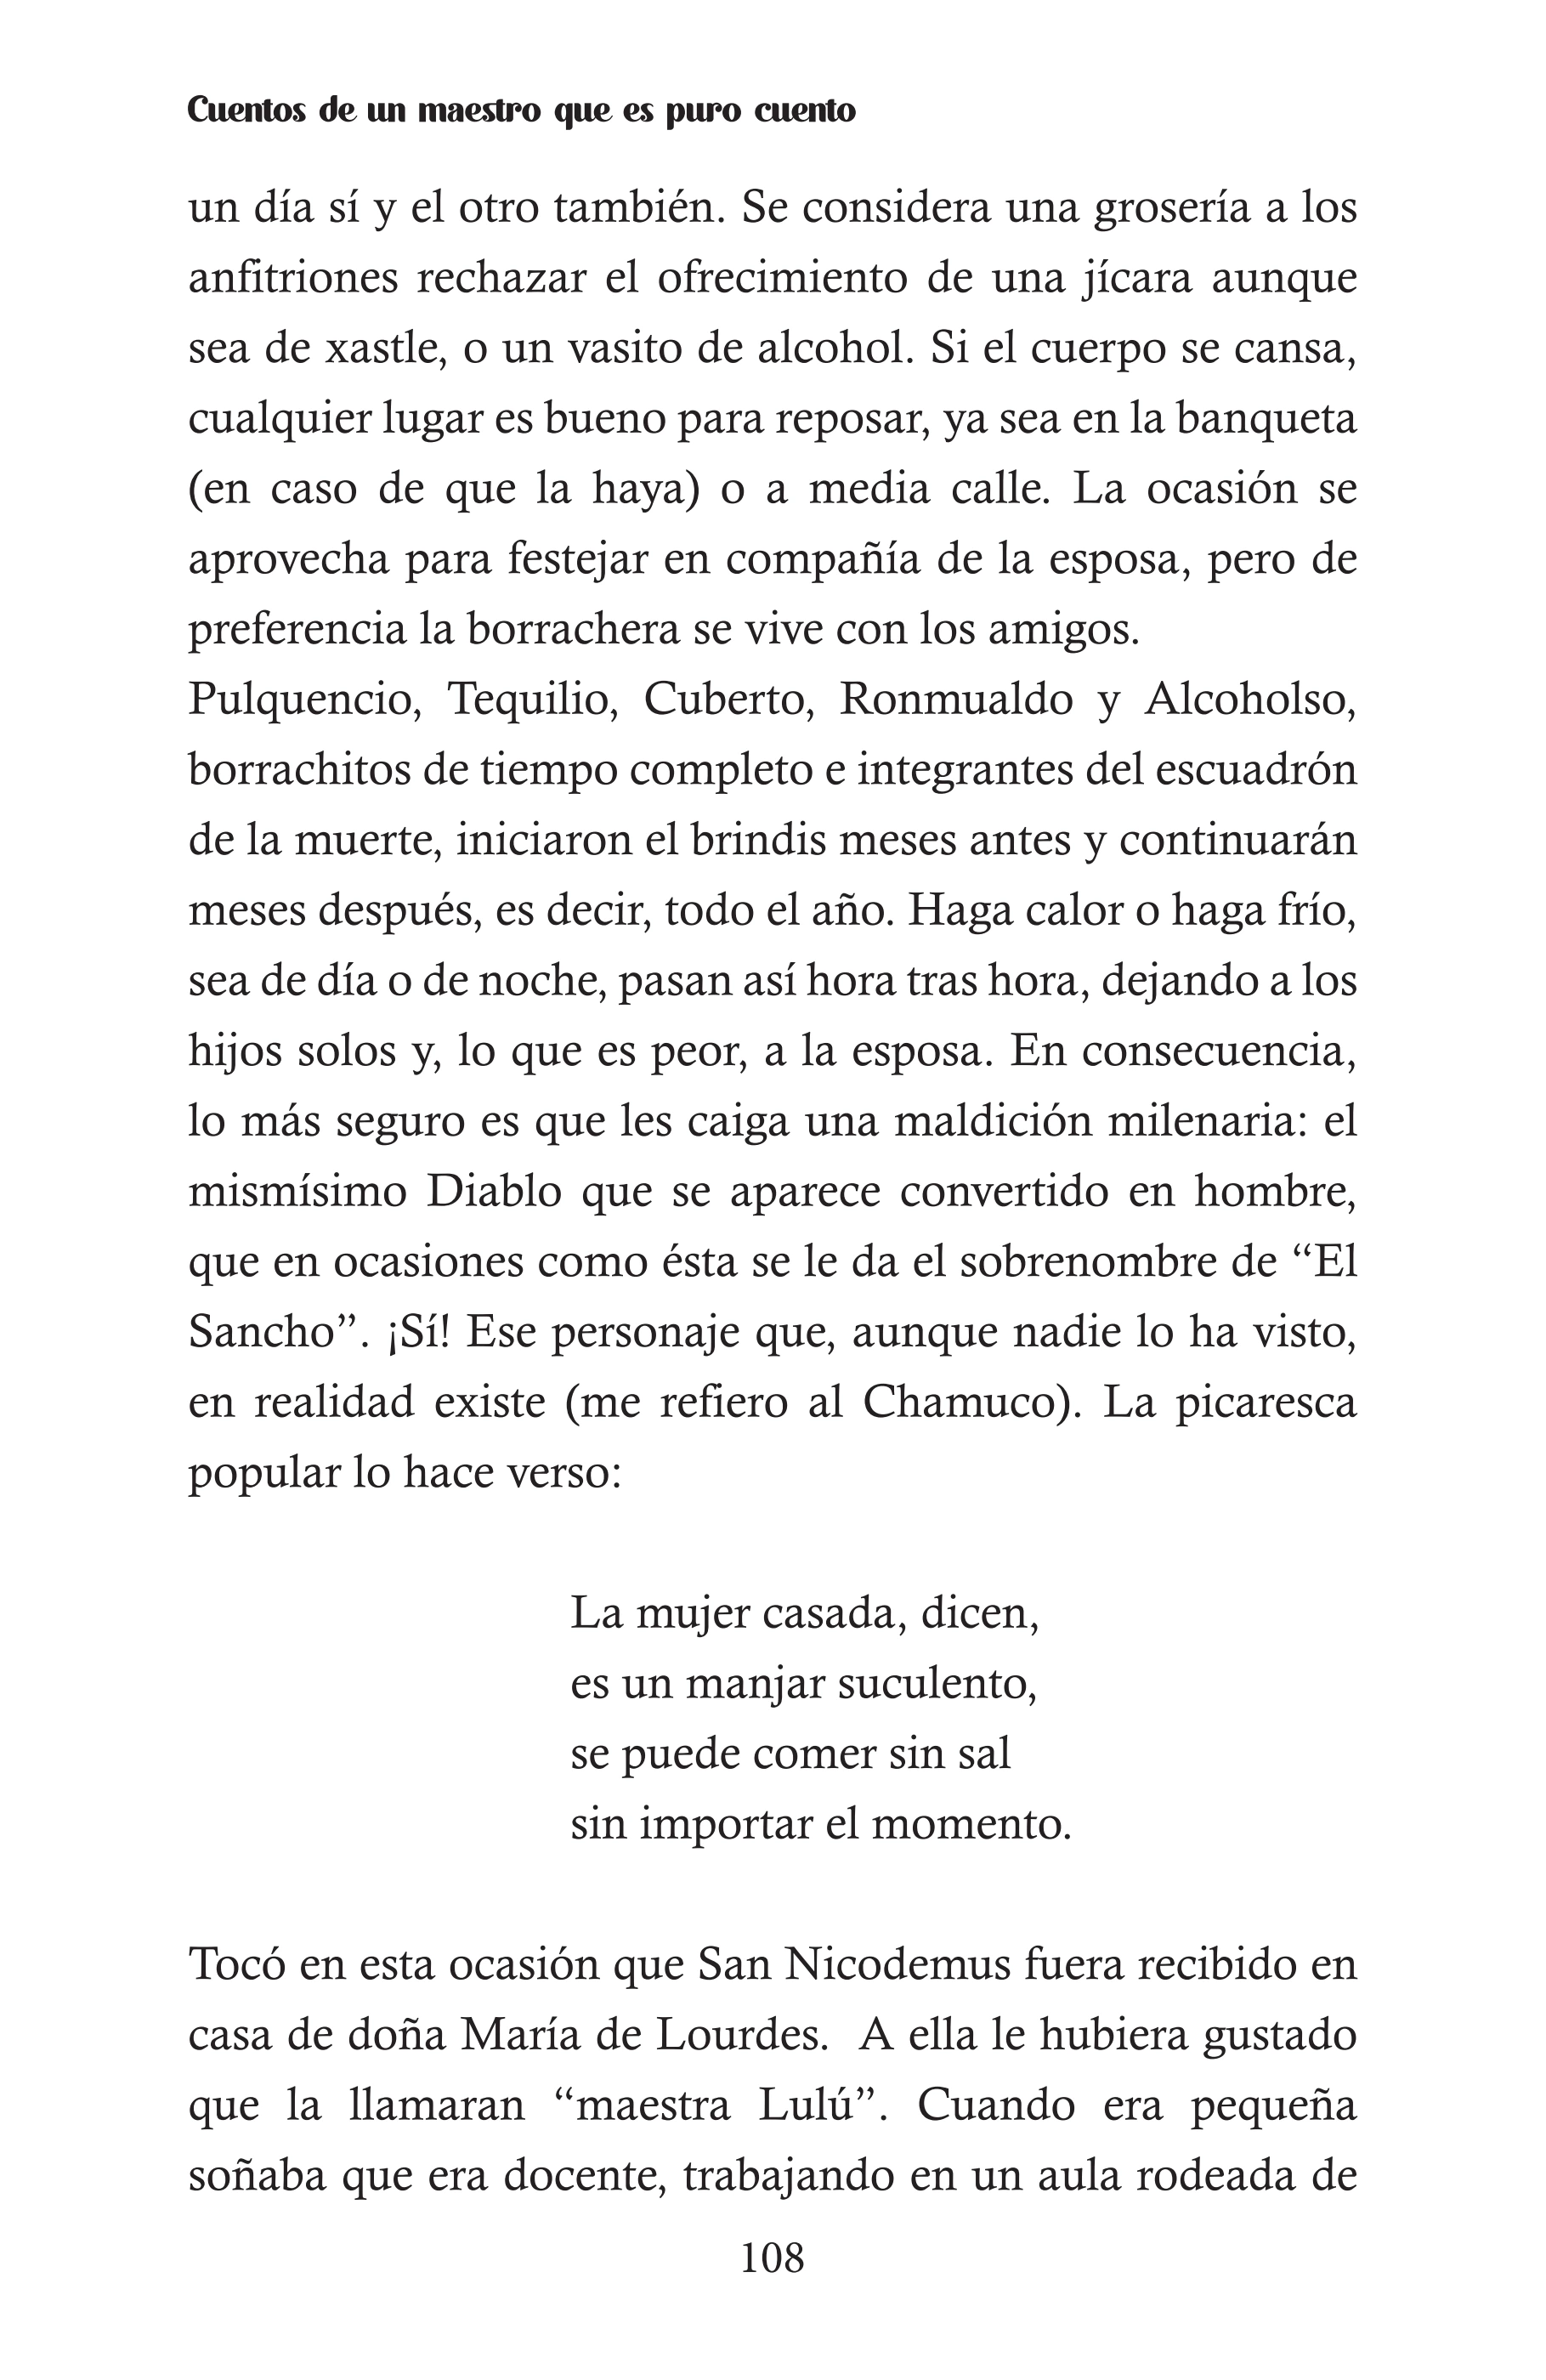 Cuentos de un maestro que es puro cuento
un día sí y el otro también. Se considera una grosería a los
anfitriones rechazar el ofrecimiento de una jícara aunque
sea de xastle, o un vasito de alcohol. Si el cuerpo se cansa,
cualquier lugar es bueno para reposar, ya sea en la banqueta
(en caso de que la haya) o a media calle. La ocasión se
aprovecha para festejar en compañía de la esposa, pero de
preferencia la borrachera se vive con los amigos.
Pulquencio, Tequilio, Cuberto, Ronmualdo y Alcoholso,
borrachitos de tiempo completo e integrantes del escuadrón
de la muerte, iniciaron el brindis meses antes y continuarán
meses después, es decir, todo el año. Haga calor o haga frío,
sea de día o de noche, pasan así hora tras hora, dejando a los
hijos solos y, lo que es peor, a la esposa. En consecuencia,
lo más seguro es que les caiga una maldición milenaria: el
mismísimo Diablo que se aparece convertido en hombre,
que en ocasiones como ésta se le da el sobrenombre de “El
Sancho”. ¡Sí! Ese personaje que, aunque nadie lo ha visto,
en realidad existe (me refiero al Chamuco). La picaresca
popular lo hace verso:
La mujer casada, dicen,
es un manjar suculento,
se puede comer sin sal
sin importar el momento.
Tocó en esta ocasión que San Nicodemus fuera recibido en
casa de doña María de Lourdes.  A ella le hubiera gustado
que la llamaran “maestra Lulú”. Cuando era pequeña
soñaba que era docente, trabajando en un aula rodeada de
108